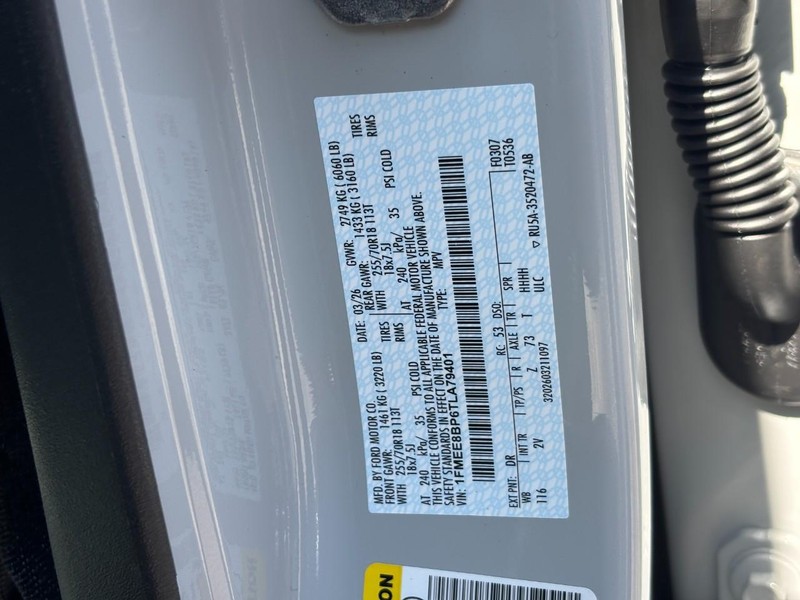 MFD. BY FORD MOTOR CO. DATE: 03/26 GVWR: 2749 KG ( 6060 LB)
FRONT GAWR: 1461 KG ( 3220 LB) REAR GAWR: 1433 KG ( 3160 LB)
WITH 255/70R18 113T TIRES WITH 255/70R18 113T TIRES
18x7.5J RIMS 18x7.5J RIMS
AT 240 kPa/ 35 PSI COLD AT 240 kPa/ 35 PSI COLD
THIS VEHICLE CONFORMS TO ALL APPLICABLE FEDERAL MOTOR VEHICLE
SAFETY STANDARDS IN EFFECT ON THE DATE OF MANUFACTURE SHOWN ABOVE.
VIN: 1FMEE8BP6TLA79401 TYPE: MPV
F0307
T0536
EXT PNT: DR RC: 53 DSO:
WB INT TR TP/PS R AXLE TR SPR
116 2V Z 73 T HHHH
ULC
3202603211097
▽ RU5A-3520472-AB
ION